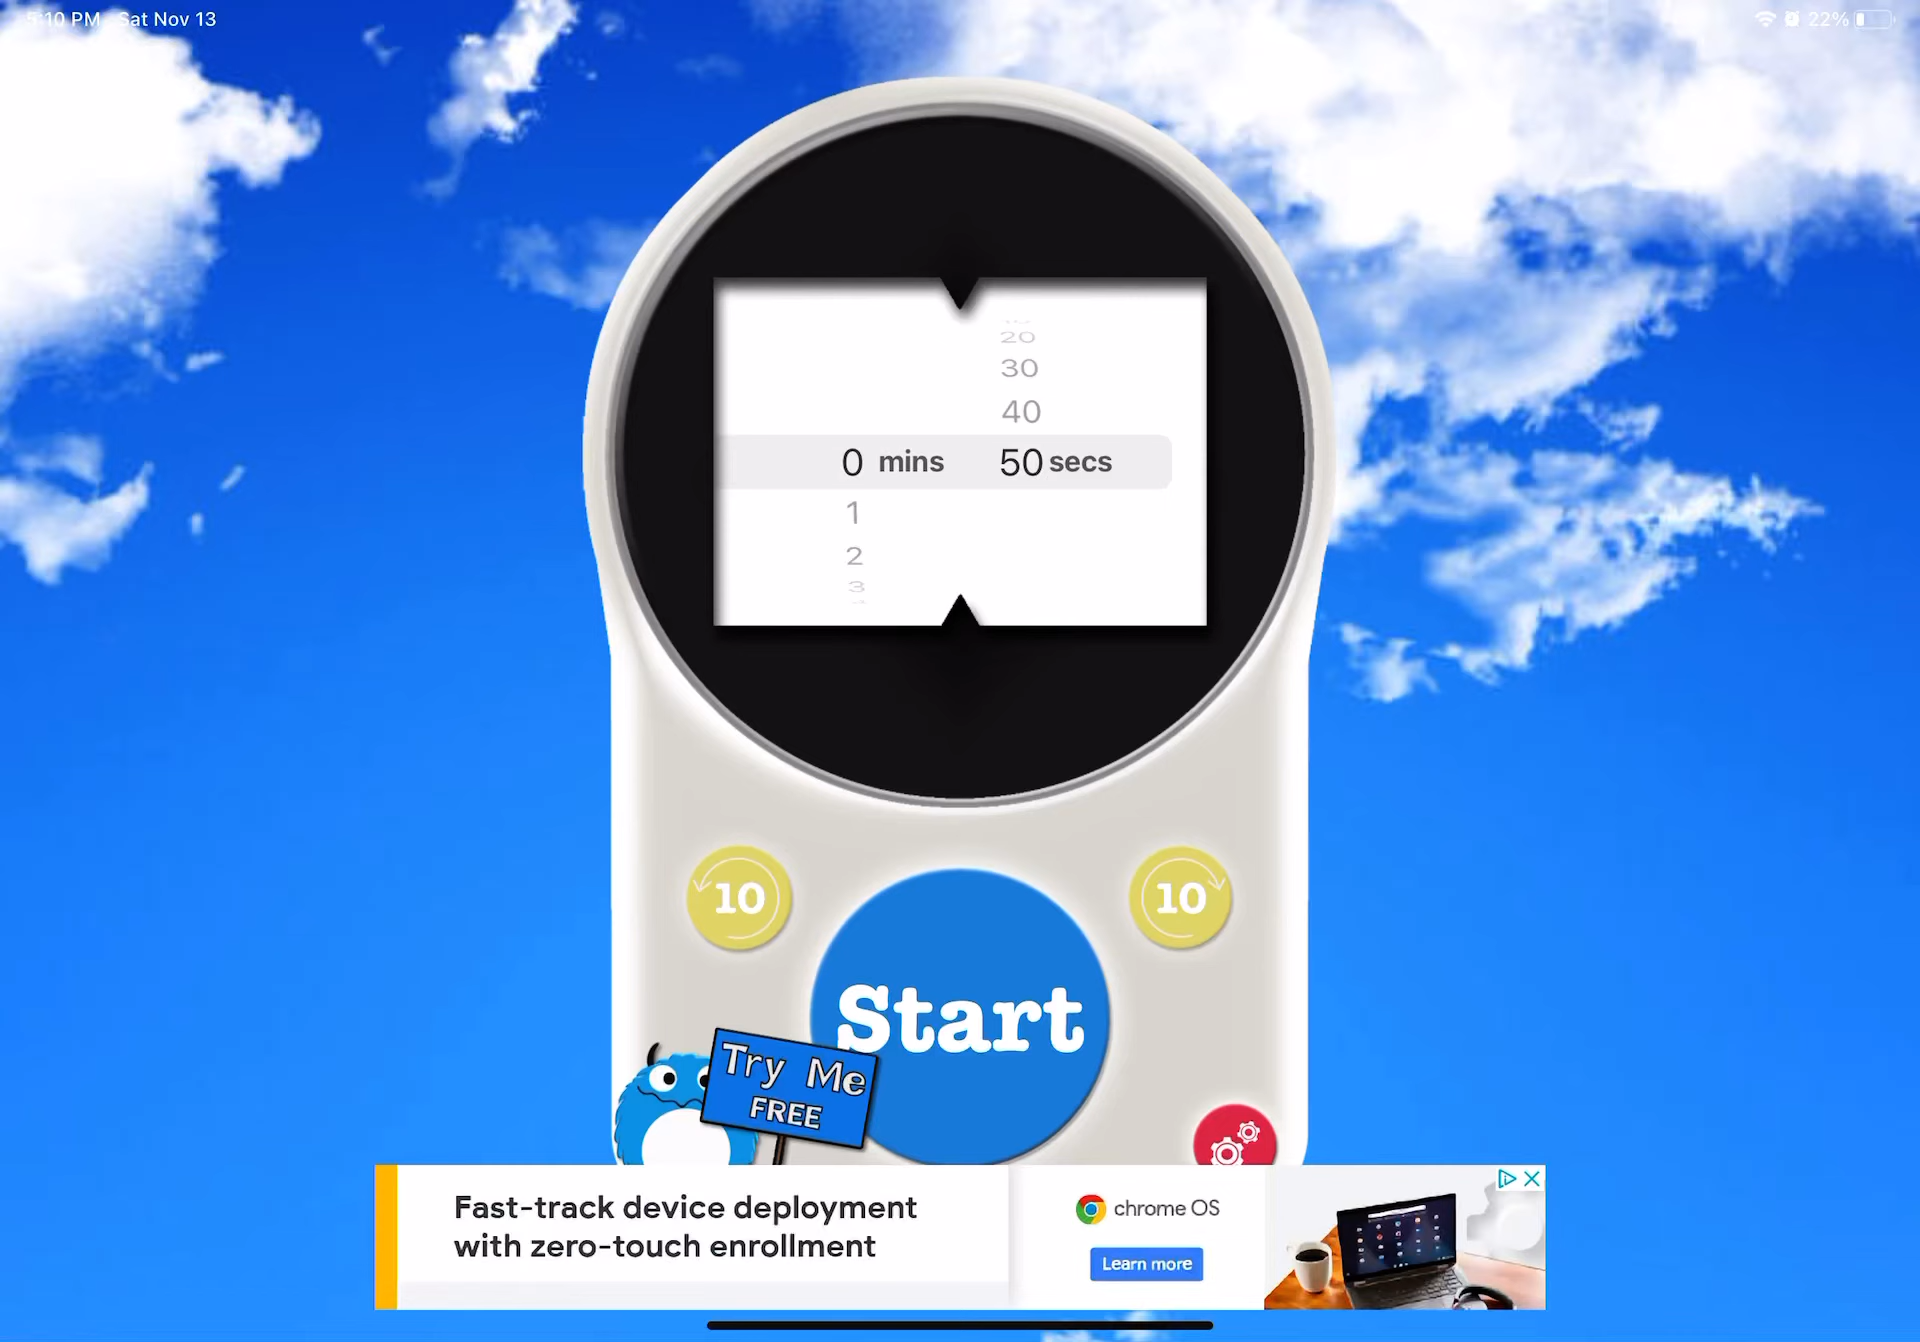 5:10 PM Sat Nov 13
22%
20
30
40
0 mins 50 secs
1
2
3
10
10
Start
Try Me
FREE
Fast-track device deployment
with zero-touch enrollment
chrome OS
Learn more